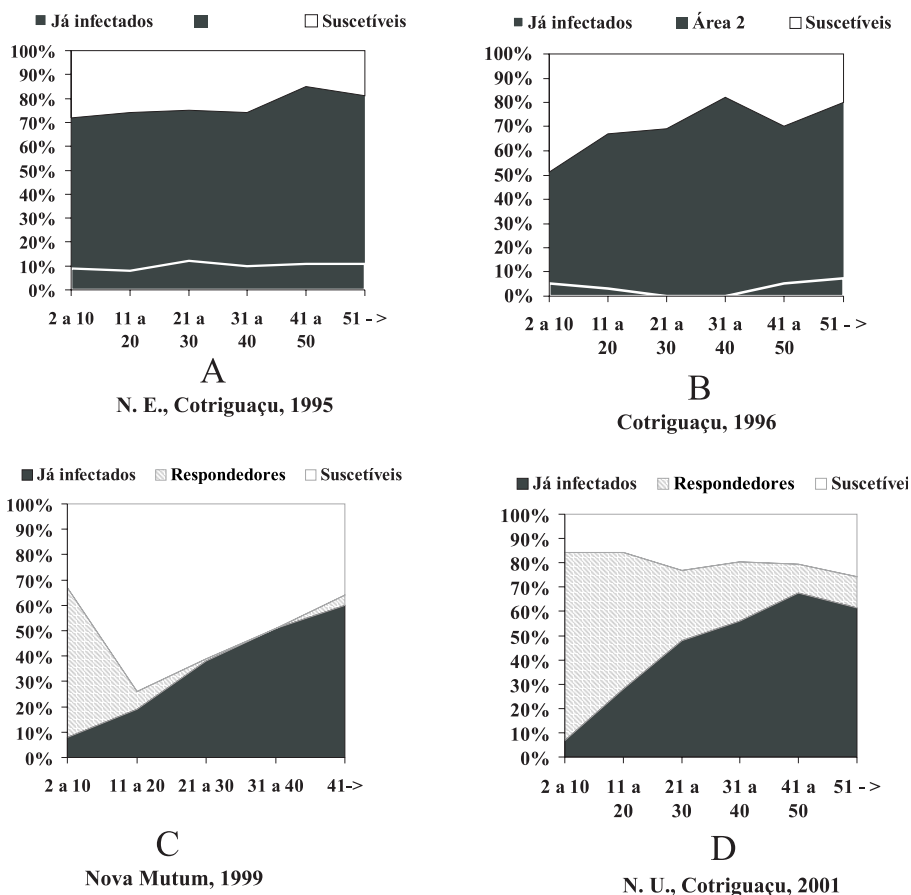 ■ Já infectados ■ □ Suscetíveis
100%
90%
80%
70%
60%
50%
40%
30%
20%
10%
0%
2 a 10 11 a 21 a 31 a 41 a 51 - >
20 30 40 50
A
N. E., Cotriguaçu, 1995
■ Já infectados ■ Área 2 □ Suscetíveis
100%
90%
80%
70%
60%
50%
40%
30%
20%
10%
0%
2 a 10 11 a 21 a 31 a 41 a 51 - >
20 30 40 50
B
Cotriguaçu, 1996
■ Já infectados Respondedores □ Suscetíveis
100%
90%
80%
70%
60%
50%
40%
30%
20%
10%
0%
2 a 10 11 a 20 21 a 30 31 a 40 41->
C
Nova Mutum, 1999
■ Já infectados Respondedores □ Suscetívei
100%
90%
80%
70%
60%
50%
40%
30%
20%
10%
0%
2 a 10 11 a 21 a 31 a 41 a 51 - >
20 30 40 50
D
N. U., Cotriguaçu, 2001